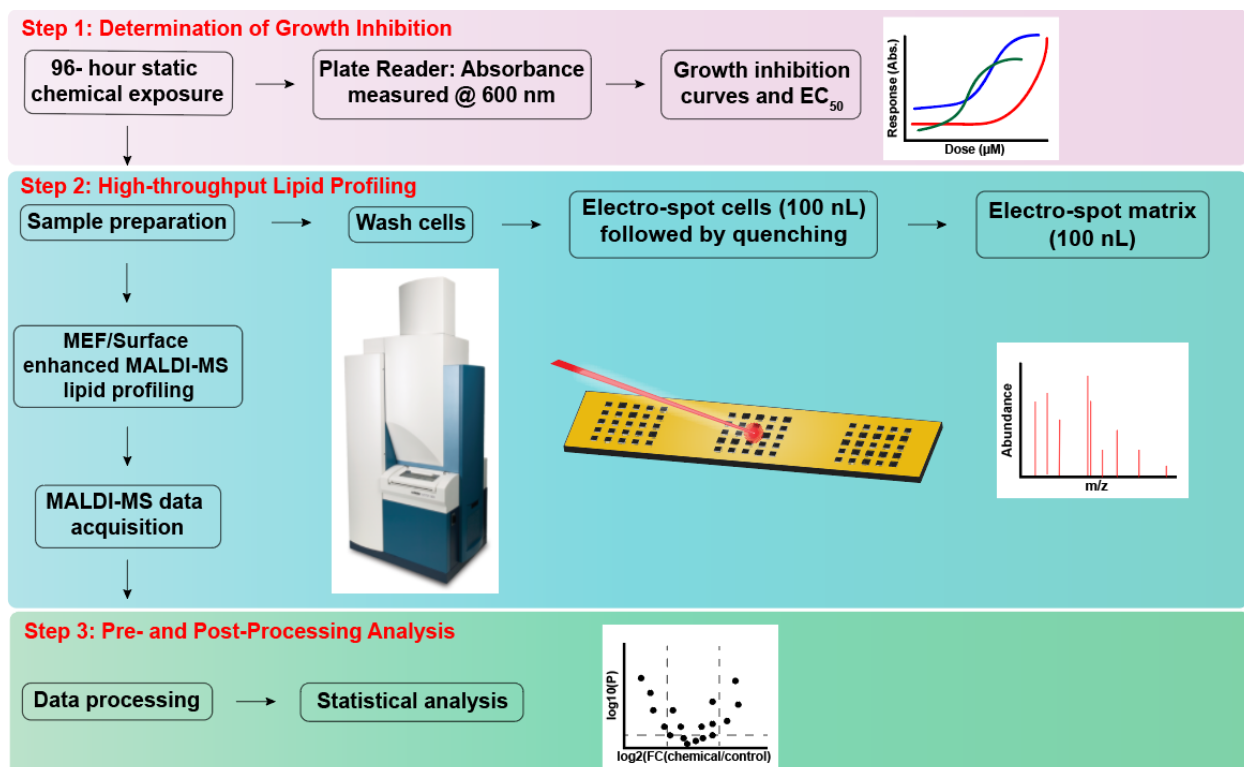 Step 1: Determination of Growth Inhibition
96- hour static
chemical exposure
Plate Reader: Absorbance
measured @ 600 nm
Growth inhibition
curves and EC50
Response (Abs.)
Dose (µM)
Step 2: High-throughput Lipid Profiling
Sample preparation
Wash cells
Electro-spot cells (100 nL)
followed by quenching
Electro-spot matrix
(100 nL)
MEF/Surface
enhanced MALDI-MS
lipid profiling
Abundance
m/z
MALDI-MS data
acquisition
Step 3: Pre- and Post-Processing Analysis
Data processing
Statistical analysis
log10(P)
log2(FC(chemical/control)